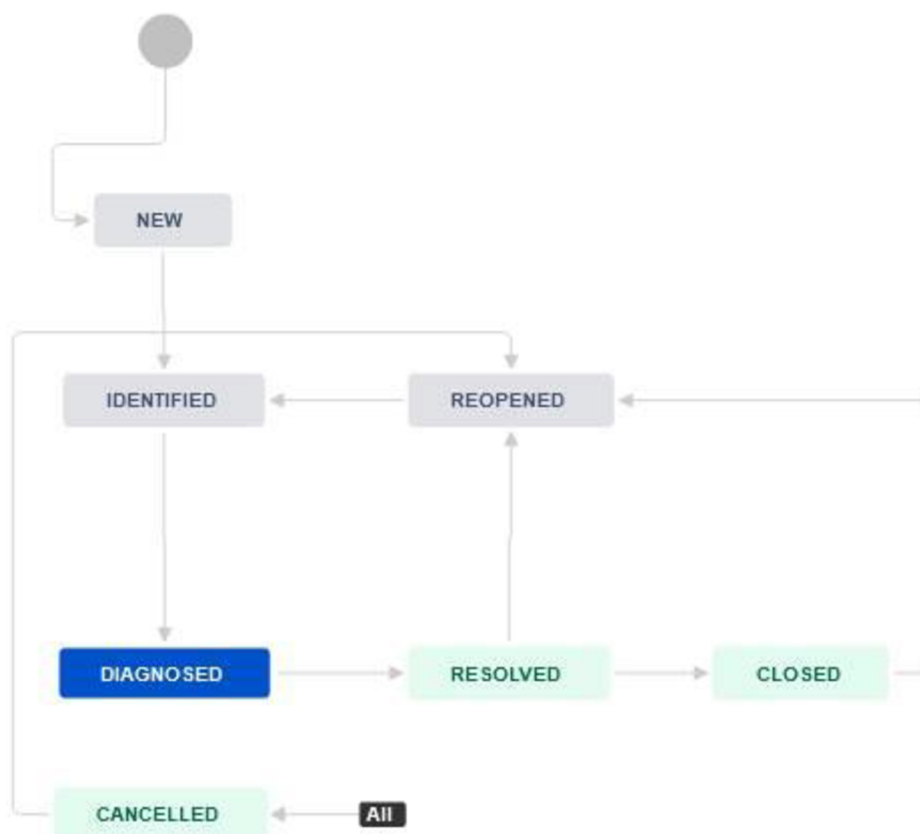 NEW
IDENTIFIED
REOPENED
DIAGNOSED
RESOLVED
CLOSED
CANCELLED
All